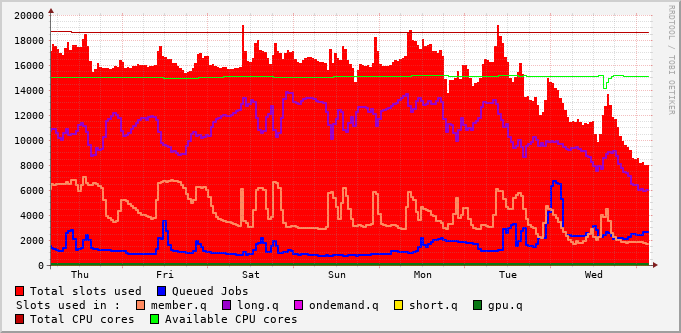 20000
18000
16000
14000
12000
10000
8000
6000
4000
2000
0
Thu Fri Sat Sun Mon Tue Wed
Total slots used Queued Jobs
Slots used in : member.q long.q ondemand.q short.q gpu.q
Total CPU cores Available CPU cores
RRDTOOL / TOBI OETIKER